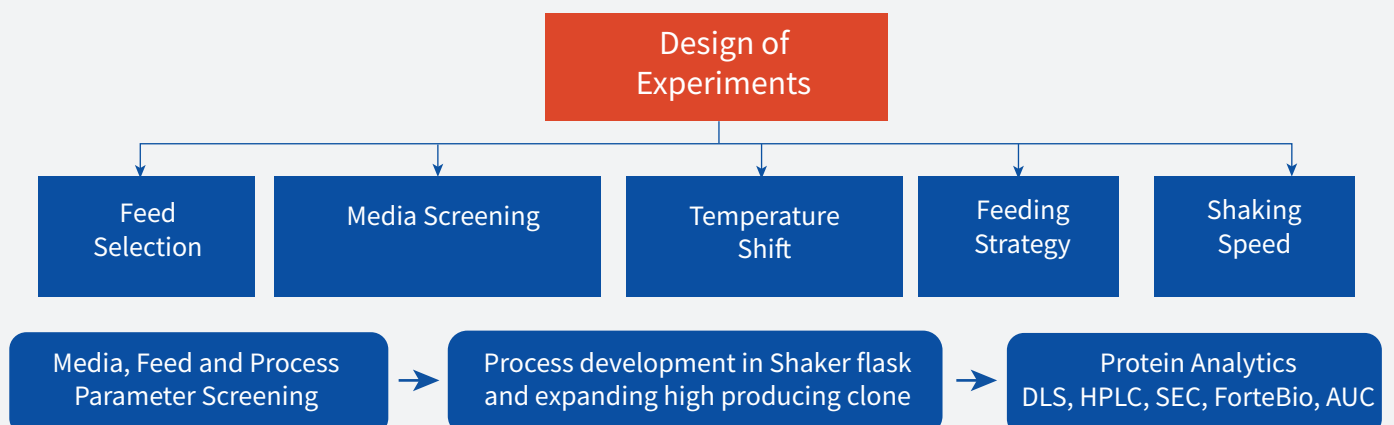 Design of
Experiments
Feed
Selection
Media Screening
Temperature
Shift
Feeding
Strategy
Shaking
Speed
Media, Feed and Process
Parameter Screening
Process development in Shaker flask
and expanding high producing clone
Protein Analytics
DLS, HPLC, SEC, ForteBio, AUC